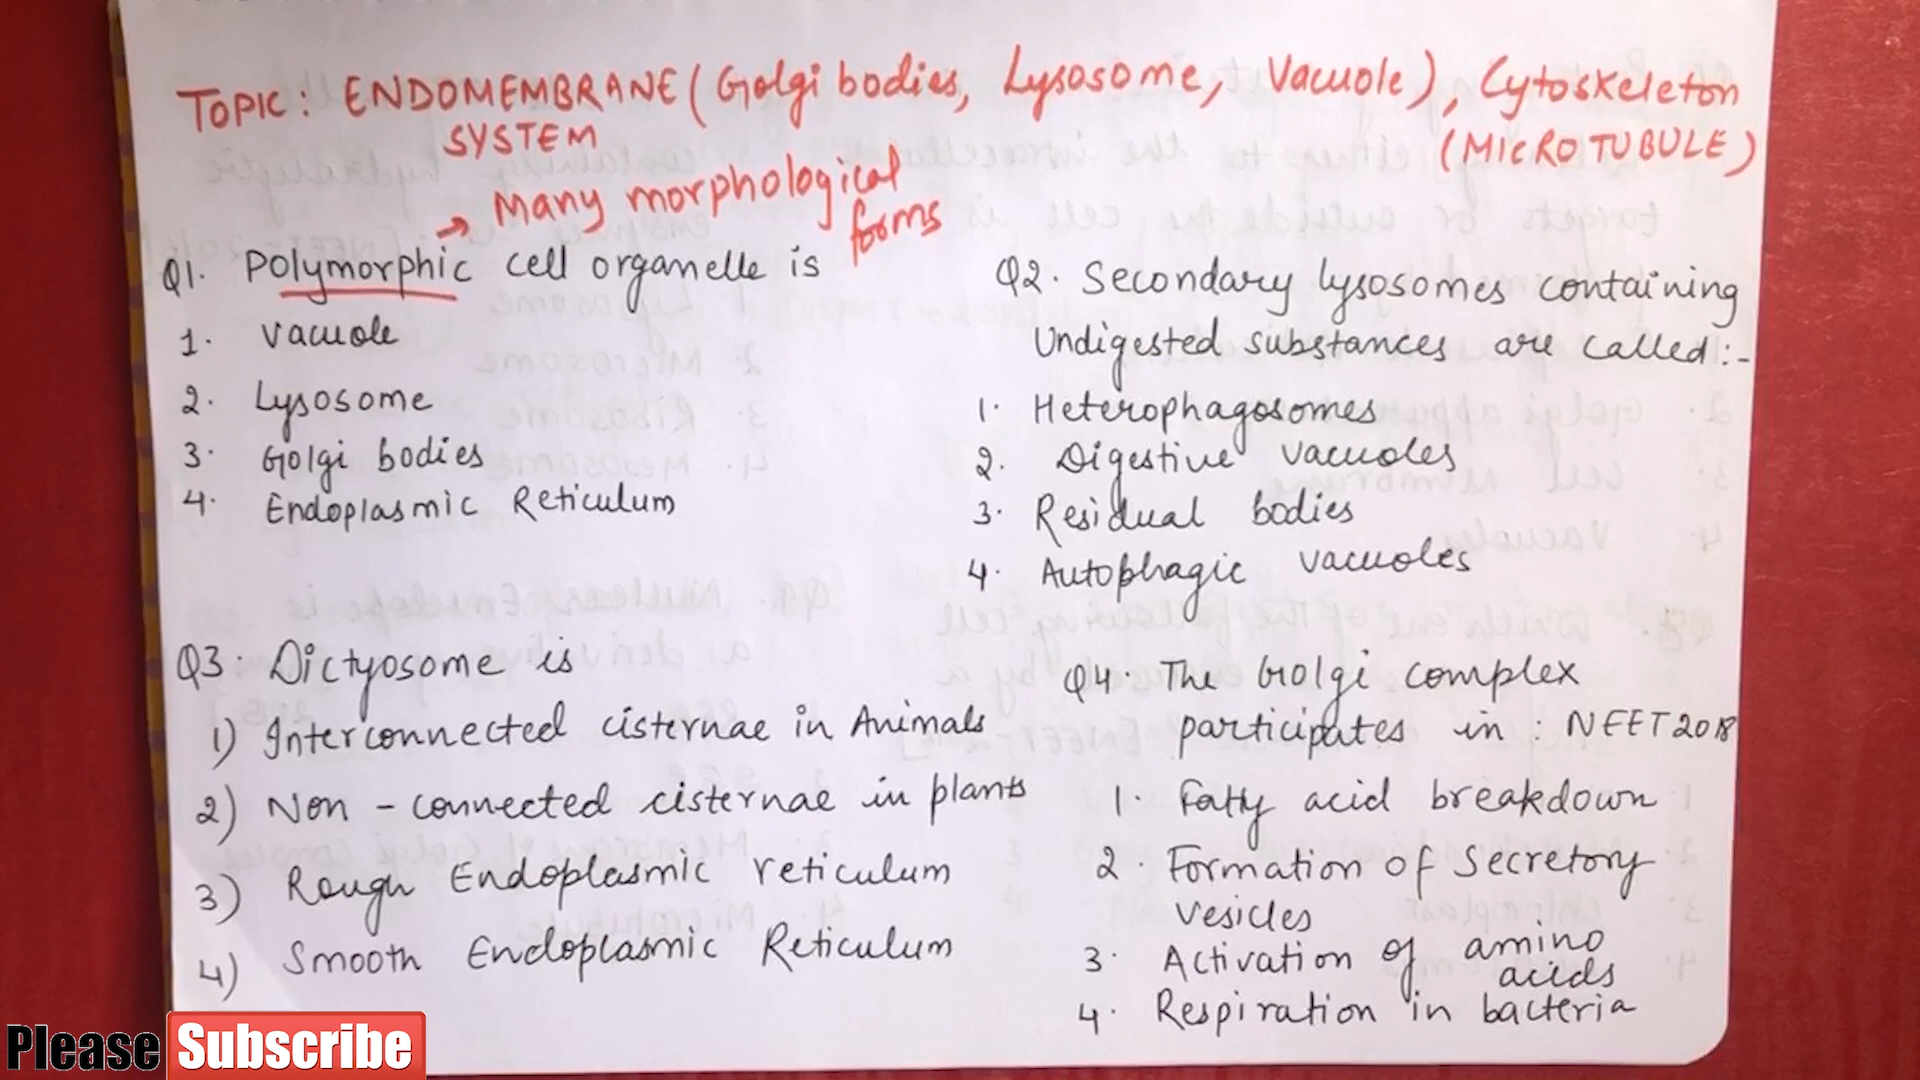 TOPIC: ENDOMEMBRANE (Golgi bodies, Lysosome, Vacuole), Cytoskeleton
SYSTEM
(MICROTUBULE)
→ Many morphological
forms
Q1. Polymorphic cell organelle is
1. Vacuole
2. Lysosome
3. Golgi bodies
4. Endoplasmic Reticulum
Q2. Secondary lysosomes containing
Undigested substances are called:-
1. Heterophagosomes
2. Digestive vacuoles
3. Residual bodies
4. Autophagic vacuoles
Q3. Dictyosome is
1) Interconnected cisternae in Animals
2) Non-connected cisternae in plants
3) Rough Endoplasmic reticulum
4) Smooth Endoplasmic Reticulum
Q4. The Golgi complex
participates in : NEET 2018
1. Fatty acid breakdown
2. Formation of Secretory
vesicles
3. Activation of amino
acids
4. Respiration in bacteria
Please Subscribe